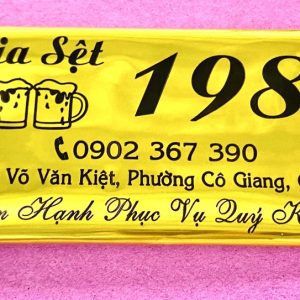 ia Sệt
198
0902 367 390
Võ Văn Kiệt, Phường Cô Giang,
Hạnh Phục Vụ Quý